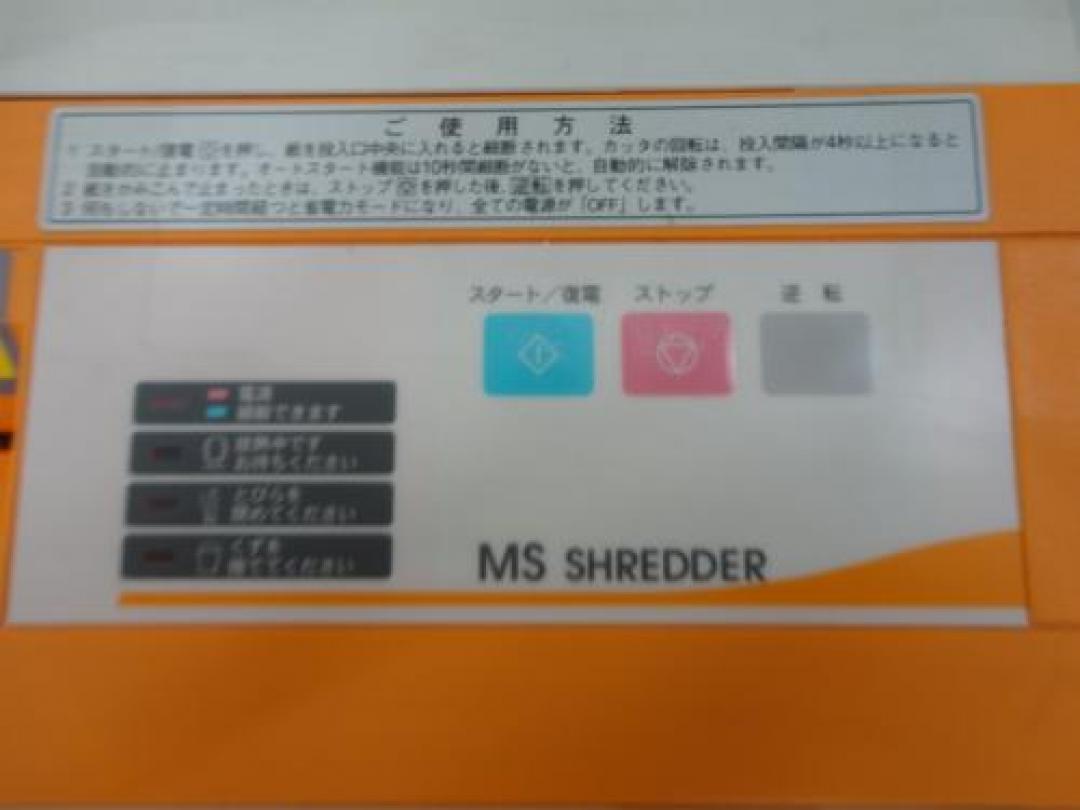 ご使用方法
1 スタート/復電 を押し、紙を投入口中央に入れると細断されます。カッタの回転は、投入間隔が4秒以上になると
自動的に止まります。オートスタート機能は10秒間細断がないと、自動的に解除されます。
2 紙をかみこんで止まったときは、ストップ を押した後、逆転を押してください。
3 何もしないで一定時間経つと省電力モードになり、全ての電源が「OFF」します。
スタート/復電 ストップ 逆転
電源
細断できます
お待ちください
とびらを
閉めてください
くずを
捨ててください
MS SHREDDER